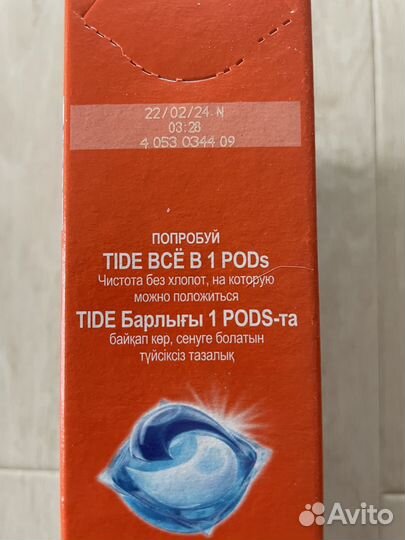 22/02/24 N
03:28
4 053 0344 09
ПОПРОБУЙ
TIDE ВСЁ В 1 PODs
Чистота без хлопот, на которую
можно положиться
TIDE Барлығы 1 PODS-та
байқап көр, сенуге болатын
түйсіксіз тазалық
Avito